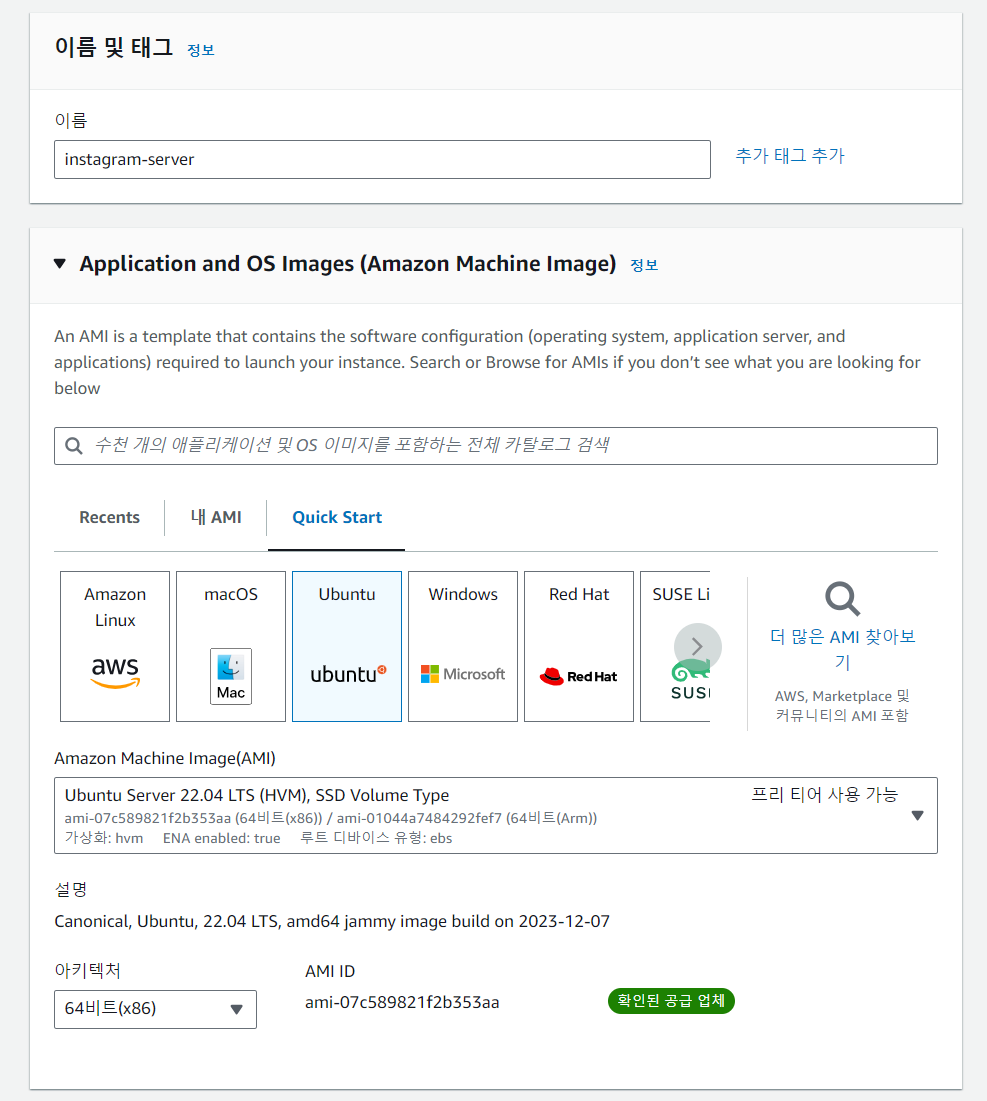 이름 및 태그 정보
이름
instagram-server
추가 태그 추가
Application and OS Images (Amazon Machine Image) 정보
An AMI is a template that contains the software configuration (operating system, application server, and
applications) required to launch your instance. Search or Browse for AMIs if you don’t see what you are looking for
below
수천 개의 애플리케이션 및 OS 이미지를 포함하는 전체 카탈로그 검색
Recents
내 AMI
Quick Start
Amazon
Linux
aws
macOS
Mac
Ubuntu
ubuntu
Windows
Microsoft
Red Hat
Red Hat
SUSE Li
SUS
더 많은 AMI 찾아보
기
AWS, Marketplace 및
커뮤니티의 AMI 포함
Amazon Machine Image(AMI)
Ubuntu Server 22.04 LTS (HVM), SSD Volume Type
프리 티어 사용 가능
ami-07c589821f2b353aa (64비트(x86)) / ami-01044a7484292fef7 (64비트(Arm))
가상화: hvm ENA enabled: true 루트 디바이스 유형: ebs
설명
Canonical, Ubuntu, 22.04 LTS, amd64 jammy image build on 2023-12-07
아키텍처
64비트(x86)
AMI ID
ami-07c589821f2b353aa
확인된 공급 업체